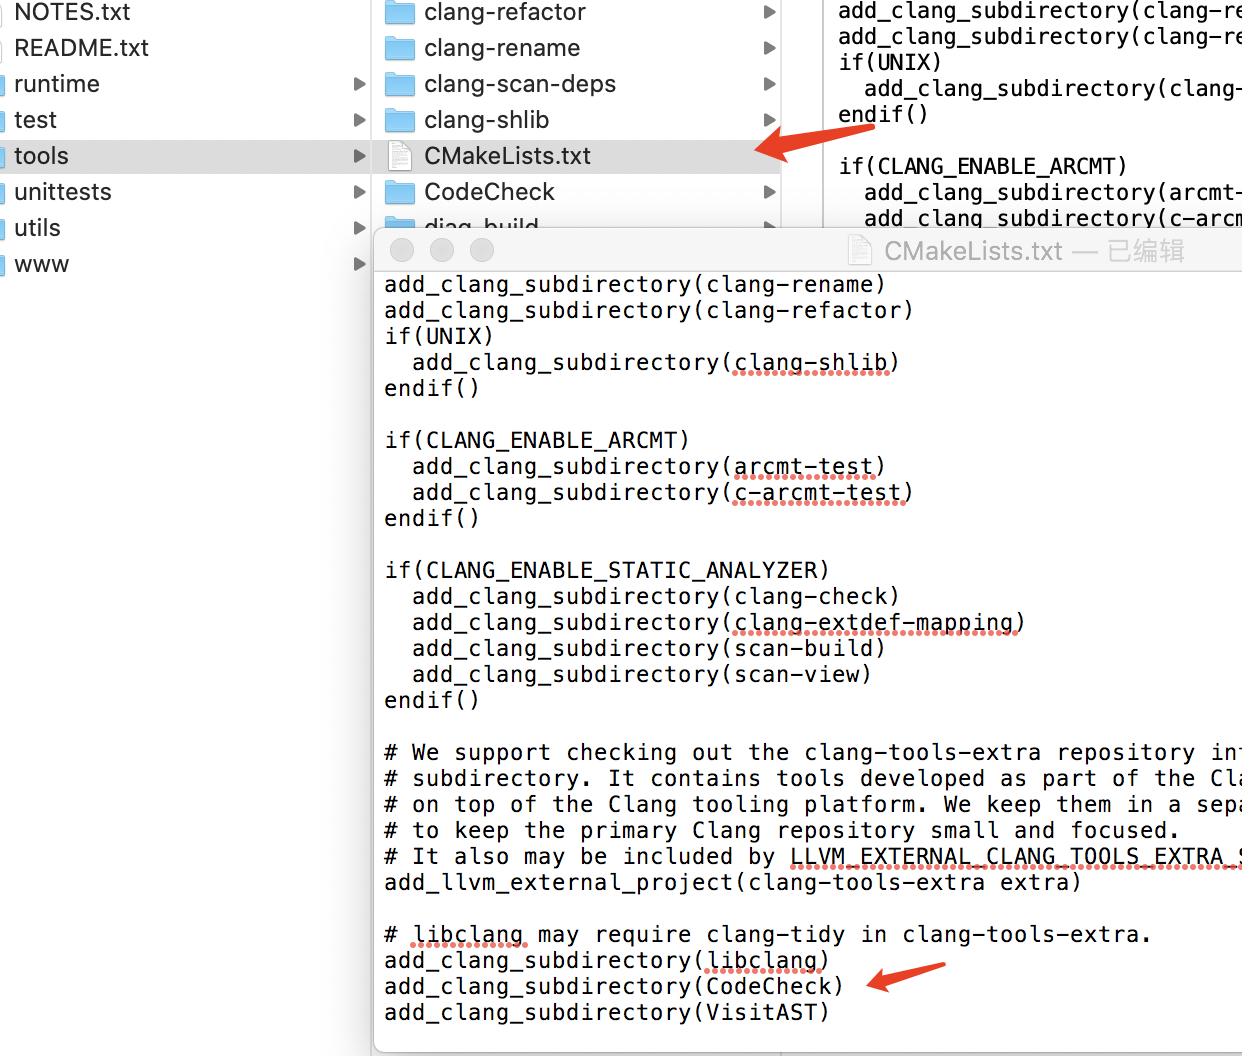 NOTES.txt
README.txt
runtime
test
tools
unittests
utils
www
clang-refactor
clang-rename
clang-scan-deps
clang-shlib
CMakeLists.txt
CodeCheck
diag_build
add_clang_subdirectory(clang-re
add_clang_subdirectory(clang-re
if(UNIX)
add_clang_subdirectory(clang-
endif()
if(CLANG_ENABLE_ARCMT)
add_clang_subdirectory(arcmt-
add_clang_subdirectory(c-arcm
CMakeLists.txt — 已编辑
add_clang_subdirectory(clang-rename)
add_clang_subdirectory(clang-refactor)
if(UNIX)
add_clang_subdirectory(clang-shlib)
endif()
if(CLANG_ENABLE_ARCMT)
add_clang_subdirectory(arcmt-test)
add_clang_subdirectory(c-arcmt-test)
endif()
if(CLANG_ENABLE_STATIC_ANALYZER)
add_clang_subdirectory(clang-check)
add_clang_subdirectory(clang-extdef-mapping)
add_clang_subdirectory(scan-build)
add_clang_subdirectory(scan-view)
endif()
# We support checking out the clang-tools-extra repository int
# subdirectory. It contains tools developed as part of the Cla
# on top of the Clang tooling platform. We keep them in a sepa
# to keep the primary Clang repository small and focused.
# It also may be included by LLVM_EXTERNAL_CLANG_TOOLS_EXTRA_S
add_llvm_external_project(clang-tools-extra extra)
# libclang may require clang-tidy in clang-tools-extra.
add_clang_subdirectory(libclang)
add_clang_subdirectory(CodeCheck)
add_clang_subdirectory(VisitAST)